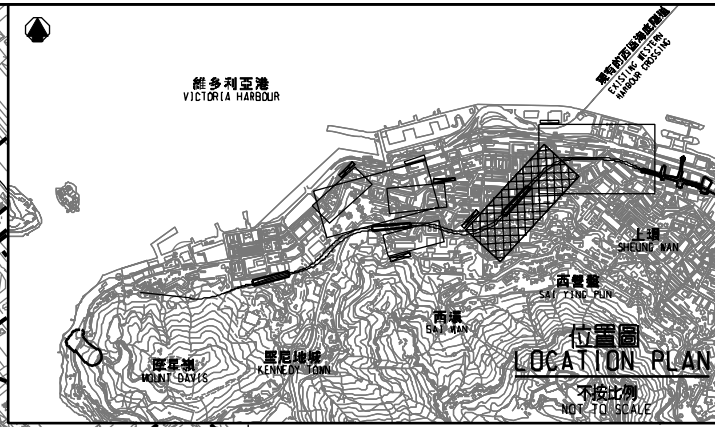 維多利亞港
VICTORIA HARBOUR
現有的西區海底隧道
EXISTING WESTERN
HARBOUR CROSSING
上環
SHEUNG WAN
西營盤
SAI YING PUN
西環
SAI WAN
摩星嶺
MOUNT DAVIS
堅尼地城
KENNEDY TOWN
位置圖
LOCATION PLAN
不按比例
NOT TO SCALE